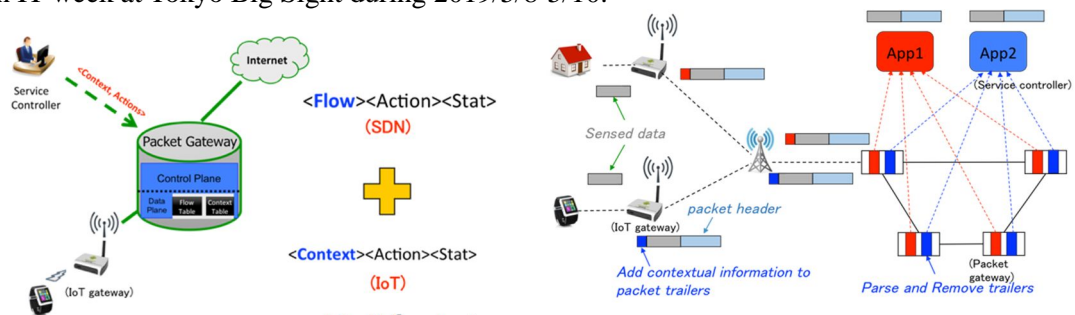 IT week at Tokyo Big Sight during 2019/5/8-5/10.
Service
Controller
<Context, Actions>
Internet
Packet Gateway
Control Plane
Data
Plane
Flow
Table
Context
Table
(IoT gateway)
<Flow><Action><Stat>
(SDN)
<Context><Action><Stat>
(IoT)
Sensed data
(IoT gateway)
packet header
Add contextual information to
packet trailers
App1
App2
(Service controller)
(Packet
gateway)
Parse and Remove trailers